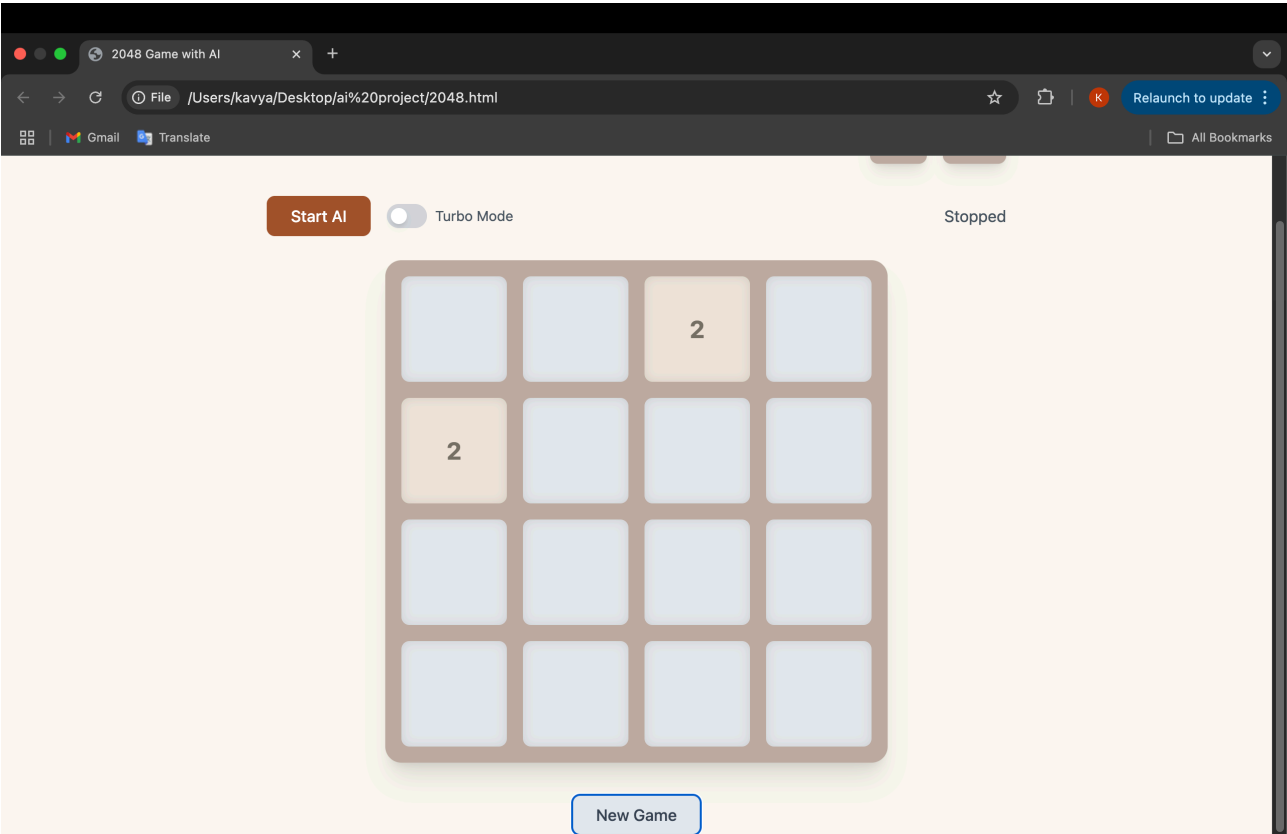 2048 Game with AI
File /Users/kavya/Desktop/ai%20project/2048.html K Relaunch to update
Gmail Translate All Bookmarks
Start AI Turbo Mode Stopped
2
2
New Game